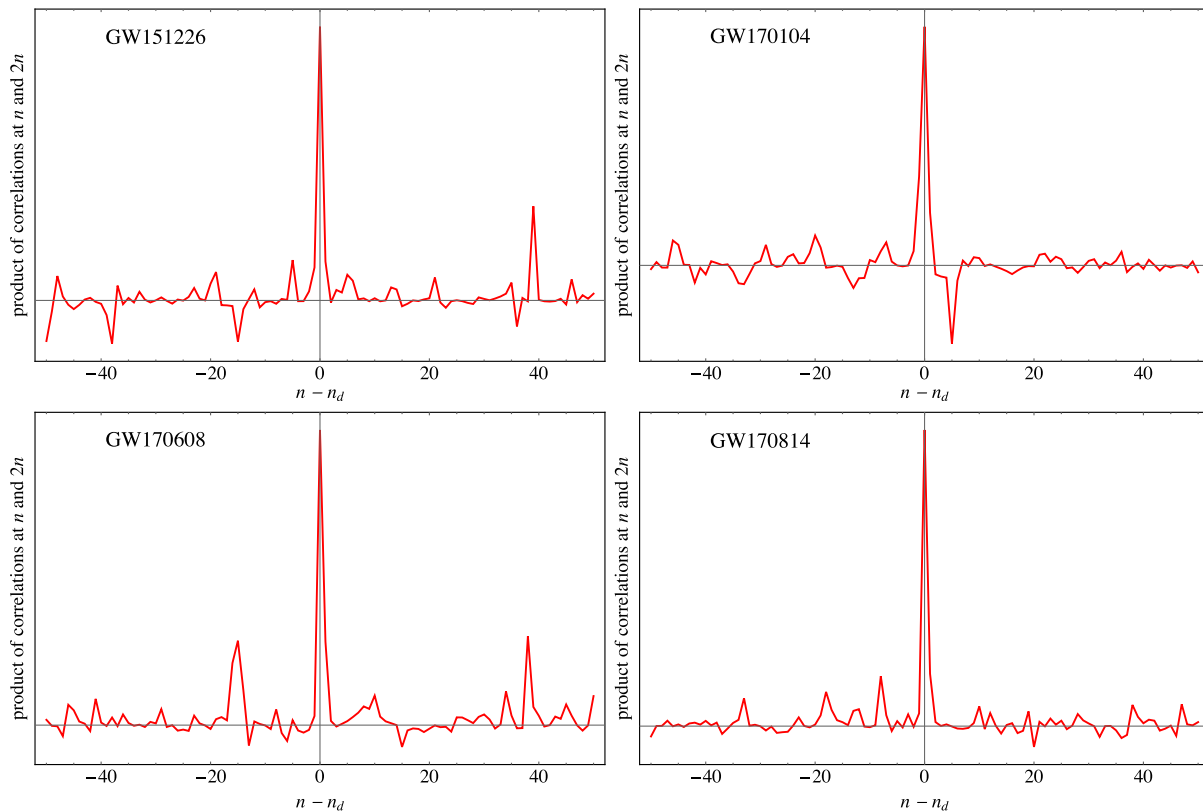 GW151226
product of correlations at n and 2n
−40 −20 0 20 40
n − n_d
GW170104
product of correlations at n and 2n
−40 −20 0 20 40
n − n_d
GW170608
product of correlations at n and 2n
−40 −20 0 20 40
n − n_d
GW170814
product of correlations at n and 2n
−40 −20 0 20 40
n − n_d